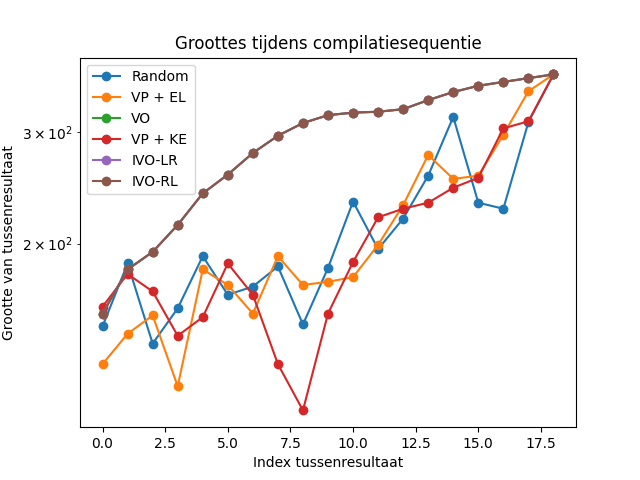 Groottes tijdens compilatiesequentie
Random
VP + EL
VO
VP + KE
IVO-LR
IVO-RL
3 × 10²
2 × 10²
Grootte van tussenresultaat
0.0 2.5 5.0 7.5 10.0 12.5 15.0 17.5
Index tussenresultaat